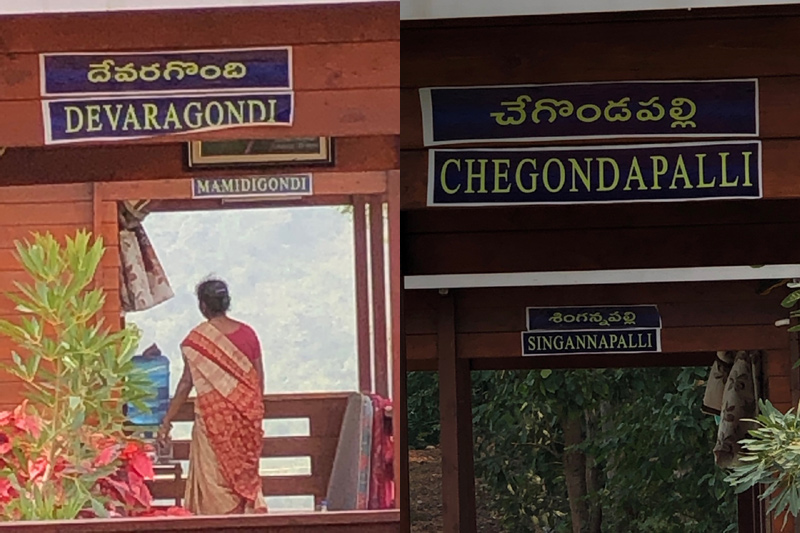 దేవరగొంది
DEVARAGONDI
MAMIDIGONDI
చేగొండపల్లి
CHEGONDAPALLI
శింగన్నపల్లి
SINGANNAPALLI